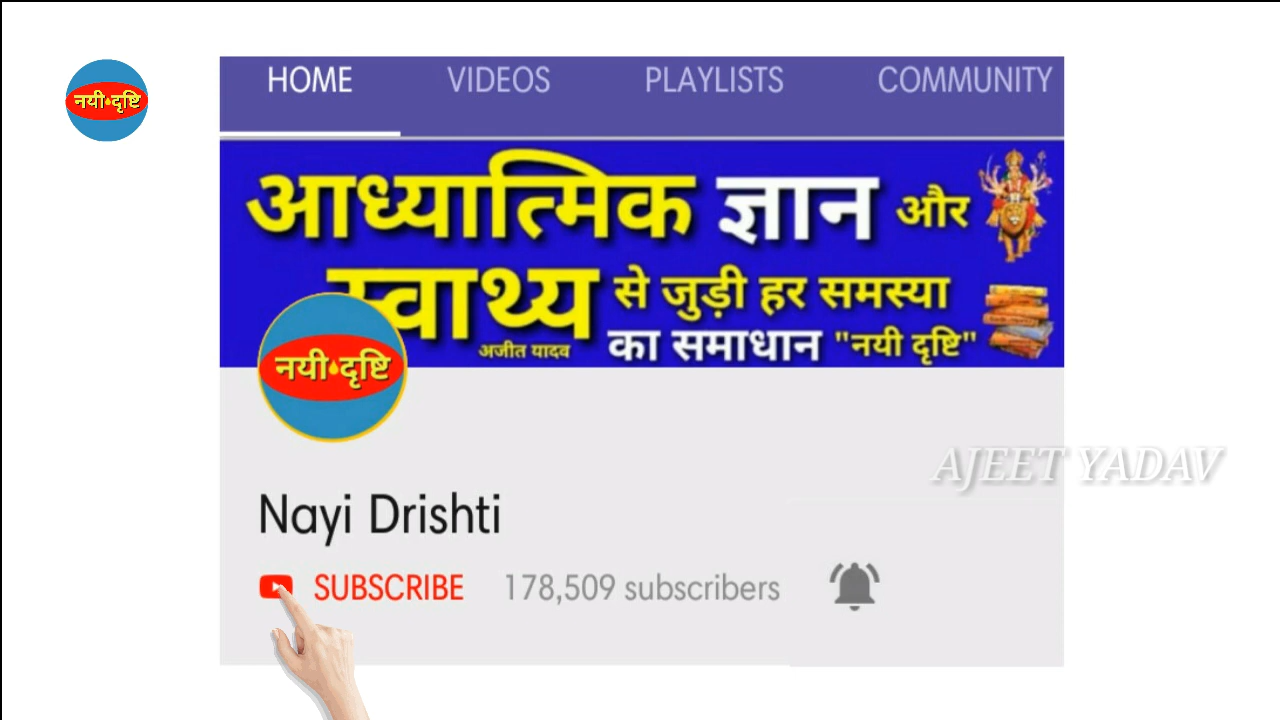 नयी दृष्टि
HOME VIDEOS PLAYLISTS COMMUNITY
आध्यात्मिक ज्ञान और
स्वाथ्य से जुड़ी हर समस्या
अजीत यादव का समाधान "नयी दृष्टि"
नयी दृष्टि
AJEET YADAV
Nayi Drishti
SUBSCRIBE 178,509 subscribers